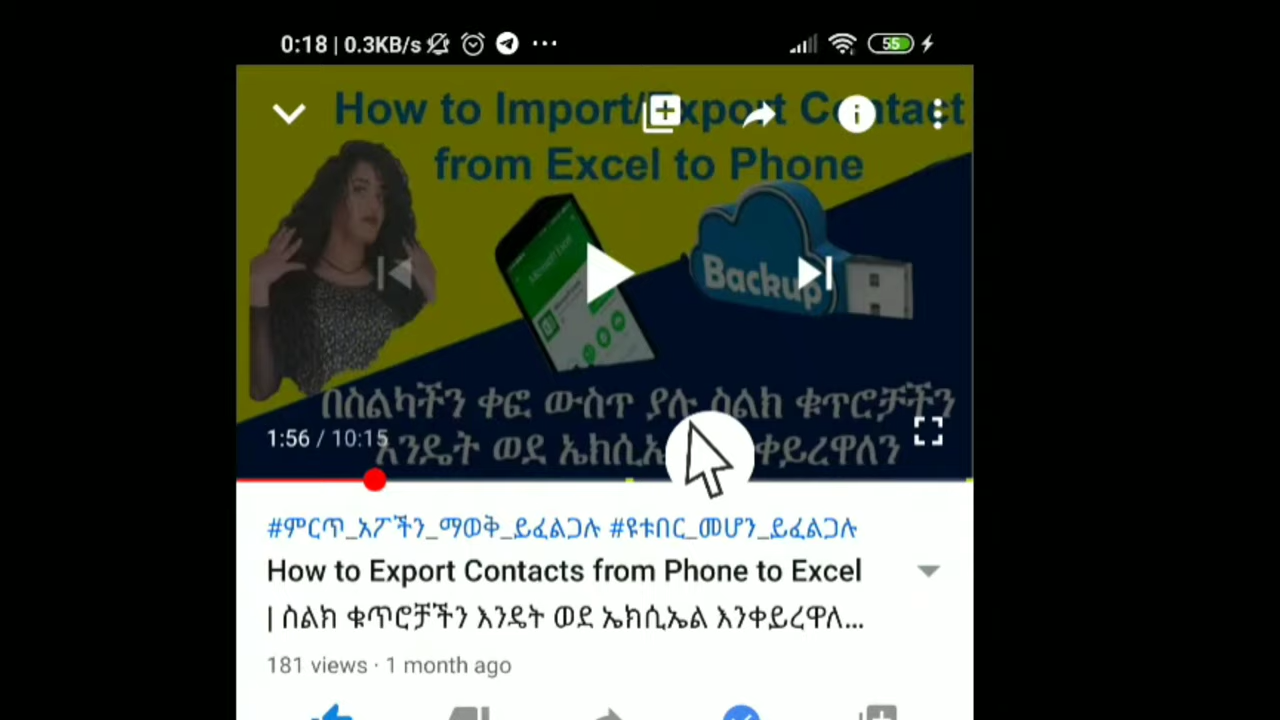 0:18 | 0.3KB/s
55
How to Import/Export Contact
from Excel to Phone
Microsoft Excel
Backup
በስልካችን ቀፎ ውስጥ ያሉ ስልክ ቁጥሮቻችን
እንዴት ወደ ኤክሲኤ
ቀይረዋለን
1:56 / 10:15
#ምርጥ_አፖችን_ማወቅ_ይፈልጋሉ #ዩቱበር_መሆን_ይፈልጋሉ
How to Export Contacts from Phone to Excel
| ስልክ ቁጥሮቻችን እንዴት ወደ ኤክሲኤል እንቀይረዋለ...
181 views · 1 month ago